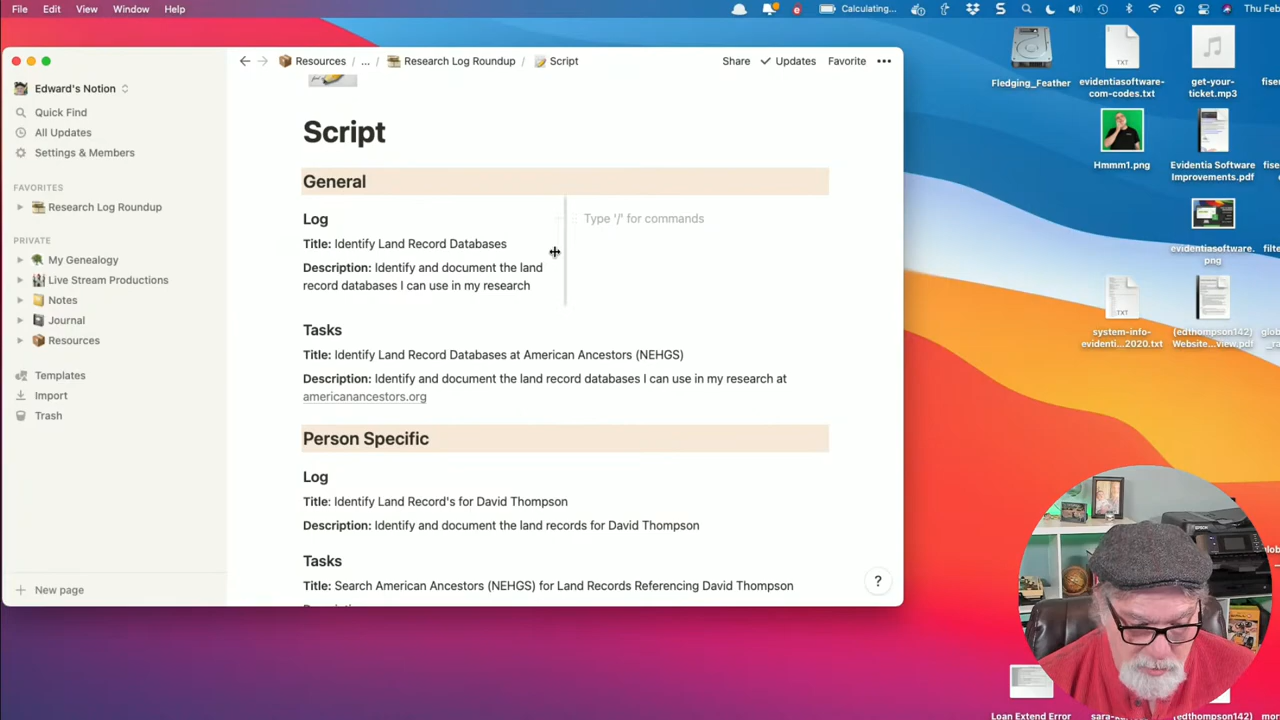 File Edit View Window Help
Calculating...
Thu Feb
Resources / ... / Research Log Roundup / Script
Share Updates Favorite
Edward's Notion
Quick Find
All Updates
Settings & Members
FAVORITES
Research Log Roundup
PRIVATE
My Genealogy
Live Stream Productions
Notes
Journal
Resources
Templates
Import
Trash
New page
Script
General
Log
Type '/' for commands
Title: Identify Land Record Databases
Description: Identify and document the land
record databases I can use in my research
Tasks
Title: Identify Land Record Databases at American Ancestors (NEHGS)
Description: Identify and document the land record databases I can use in my research at
americanancestors.org
Person Specific
Log
Title: Identify Land Record's for David Thompson
Description: Identify and document the land records for David Thompson
Tasks
Title: Search American Ancestors (NEHGS) for Land Records Referencing David Thompson
?
Fledging_Feather
TXT
evidentiasoftware-
com-codes.txt
get-your-
ticket.mp3
Hmmm1.png
Evidentia Software
Improvements.pdf
evidentiasoftware.
png
TXT
system-info-
evidenti...2020.txt
(edthompson142)
Website...view.pdf
Loan Extend Error
(edthompson142)